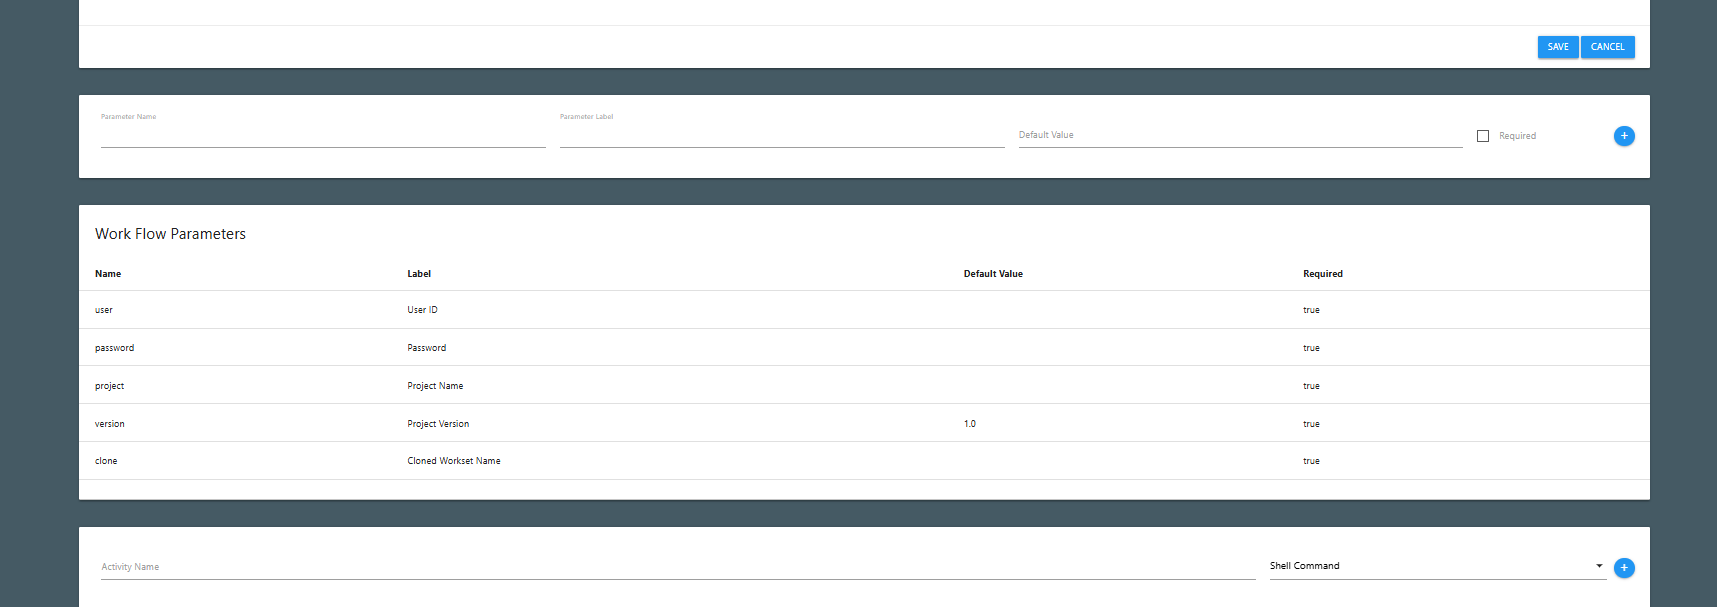 SAVE CANCEL
Parameter Name Parameter Label
Default Value Required +
Work Flow Parameters
Name Label Default Value Required
user User ID true
password Password true
project Project Name true
version Project Version 1.0 true
clone Cloned Workset Name true
Activity Name Shell Command +